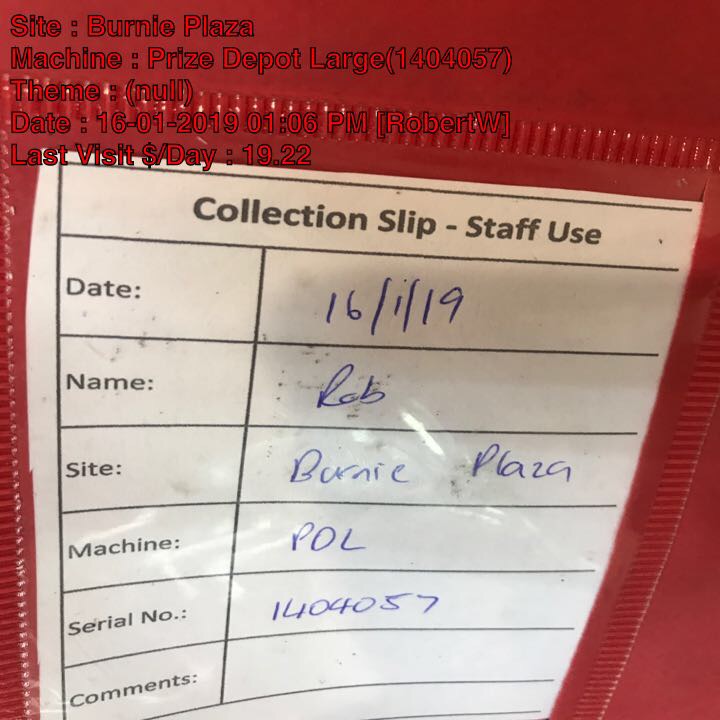 Site : Burnie Plaza
Machine : Prize Depot Large(1404057)
Theme : (null)
Date : 16-01-2019 01:06 PM [RobertW]
Last Visit $/Day : 19.22
Collection Slip - Staff Use
Date: 16/1/19
Name: Rob
Site: Burnie Plaza
Machine: PDL
Serial No.: 1404057
Comments: